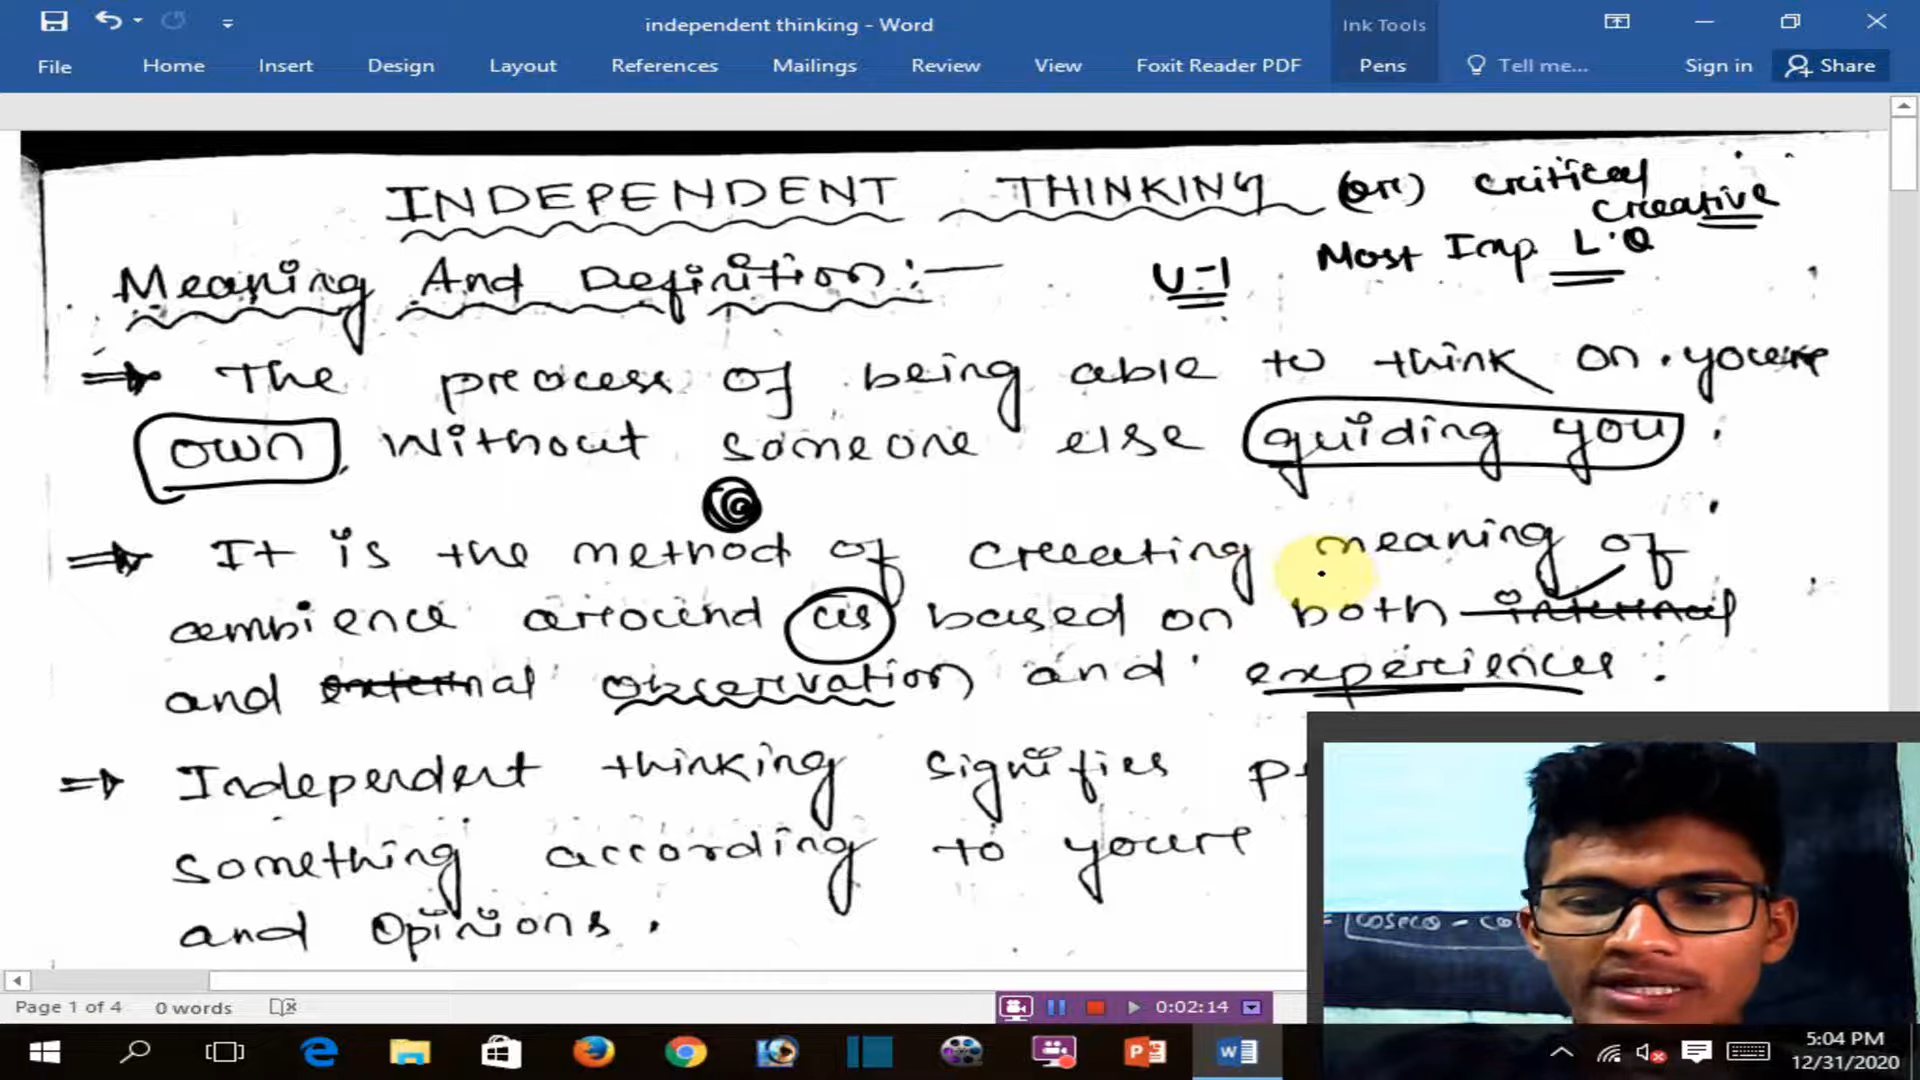 independent thinking - Word
Ink Tools
File Home Insert Design Layout References Mailings Review View Foxit Reader PDF Pens Tell me... Sign in Share
INDEPENDENT THINKING (or) Critical
Creative
Most Imp. L.Q
U-1
Meaning And Definition:-
⇒ The process of being able to think on your
own, without someone else guiding you.
⇒ It is the method of creating meaning of
ambience around us based on both internal
and external observation and experiences.
⇒ Independent thinking signifies
something according to your
and opinions.
= cosecθ -
Page 1 of 4 0 words
0:02:14
5:04 PM
12/31/2020